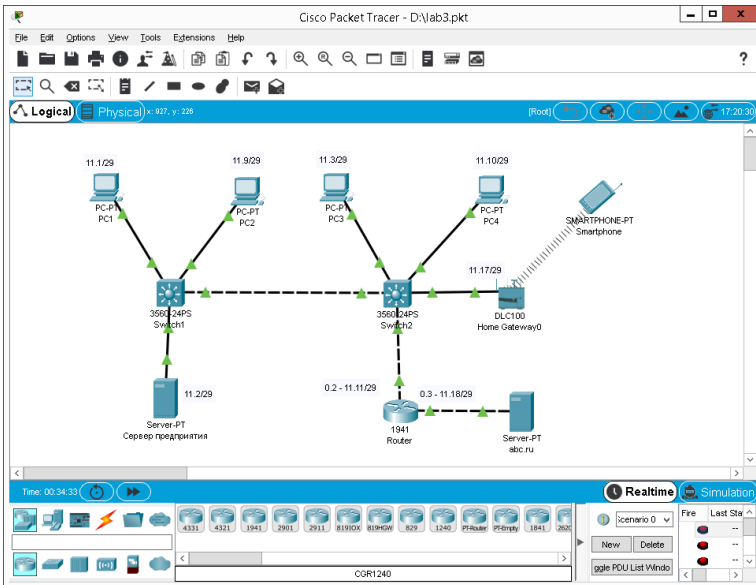 Cisco Packet Tracer - D:\lab3.pkt
File Edit Options View Tools Extensions Help
?
Logical Physical x: 927, y: 226 [Root] 17:20:30
11.1/29 11.9/29 11.3/29 11.10/29
PC-PT
PC1
PC-PT
PC2
PC-PT
PC3
PC-PT
PC4
SMARTPHONE-PT
Smartphone
11.17/29
3560-24PS
Switch1
3560-24PS
Switch2
DLC100
Home Gateway0
11.2/29
Server-PT
Сервер предприятия
0.2 - 11.11/29 0.3 - 11.18/29
1941
Router
Server-PT
abc.ru
Time: 00:34:33 Realtime Simulation
4331 4321 1941 2901 2911 819IOX 819HGW 829 1240 PT-Router PT-Empty 1841 2620
CGR1240
Scenario 0
New Delete
ggle PDU List Windo
Fire Last Sta
--
--
--